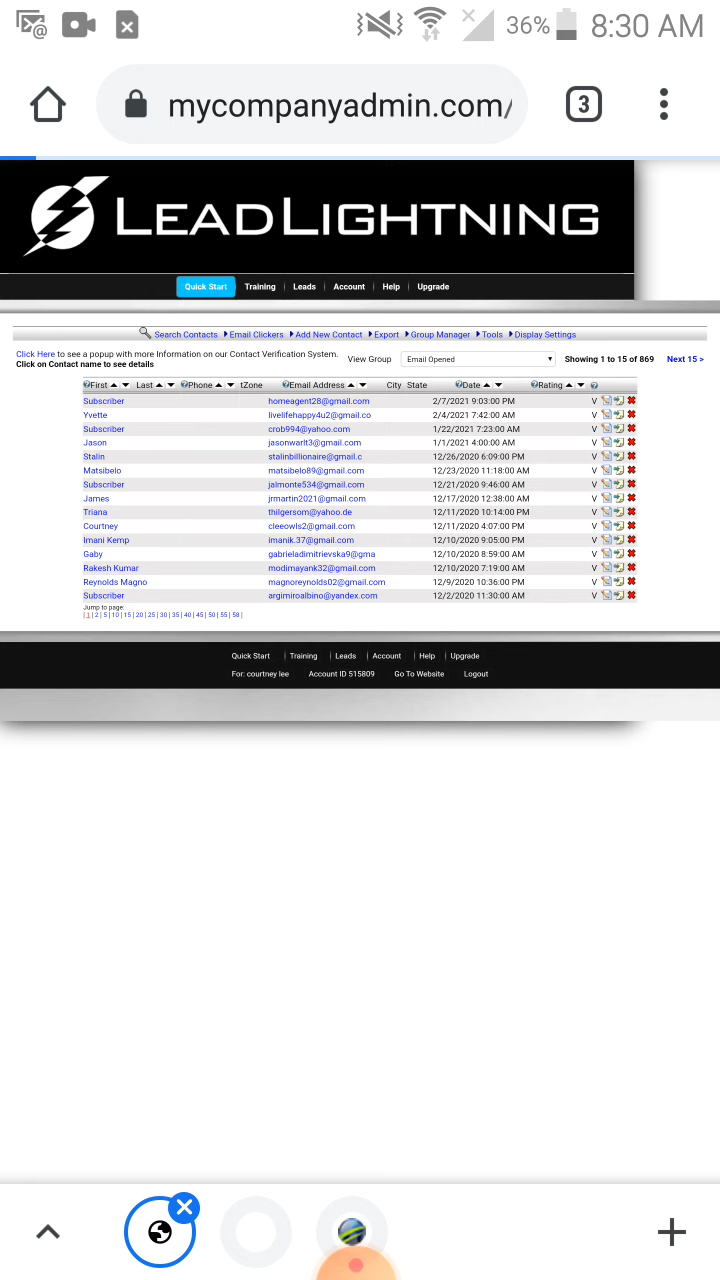 36% 8:30 AM
mycompanyadmin.com/ 3
LEADLIGHTNING
Quick Start Training Leads Account Help Upgrade
Search Contacts Email Clickers Add New Contact Export Group Manager Tools Display Settings
Click Here to see a popup with more Information on our Contact Verification System.
Click on Contact name to see details
View Group Email Opened Showing 1 to 15 of 869 Next 15 >
First Last Phone tZone Email Address City State Date Rating
Subscriber homeagent28@gmail.com 2/7/2021 9:03:00 PM V
Yvette livelifehappy4u2@gmail.co 2/4/2021 7:42:00 AM V
Subscriber crob994@yahoo.com 1/22/2021 7:23:00 AM V
Jason jasonwarlt3@gmail.com 1/1/2021 4:00:00 AM V
Stalin stalinbillionaire@gmail.c 12/26/2020 6:09:00 PM V
Matsibelo matsibelo89@gmail.com 12/23/2020 11:18:00 AM V
Subscriber jalmonte534@gmail.com 12/21/2020 9:46:00 AM V
James jrmartin2021@gmail.com 12/17/2020 12:38:00 AM V
Triana thilgersom@yahoo.de 12/11/2020 10:14:00 PM V
Courtney cleeowls2@gmail.com 12/11/2020 4:07:00 PM V
Imani Kemp imanik.37@gmail.com 12/10/2020 9:05:00 PM V
Gaby gabrieladimitrievska9@gma 12/10/2020 8:59:00 AM V
Rakesh Kumar modimayank32@gmail.com 12/10/2020 7:19:00 AM V
Reynolds Magno magnoreynolds02@gmail.com 12/9/2020 10:36:00 PM V
Subscriber argimiroalbino@yandex.com 12/2/2020 11:30:00 AM V
Jump to page:
| 1 | 2 | 5 | 10 | 15 | 20 | 25 | 30 | 35 | 40 | 45 | 50 | 55 | 58 |
Quick Start Training Leads Account Help Upgrade
For: courtney lee Account ID 515809 Go To Website Logout